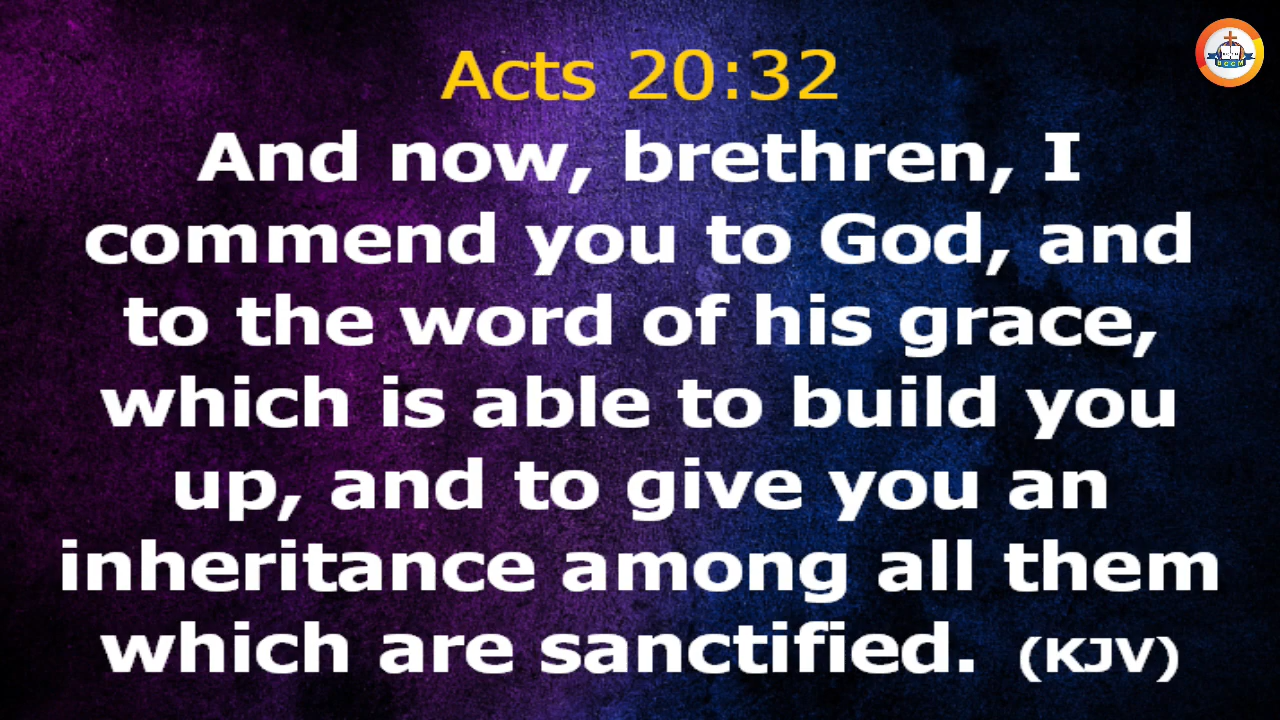 Acts 20:32
And now, brethren, I
commend you to God, and
to the word of his grace,
which is able to build you
up, and to give you an
inheritance among all them
which are sanctified. (KJV)